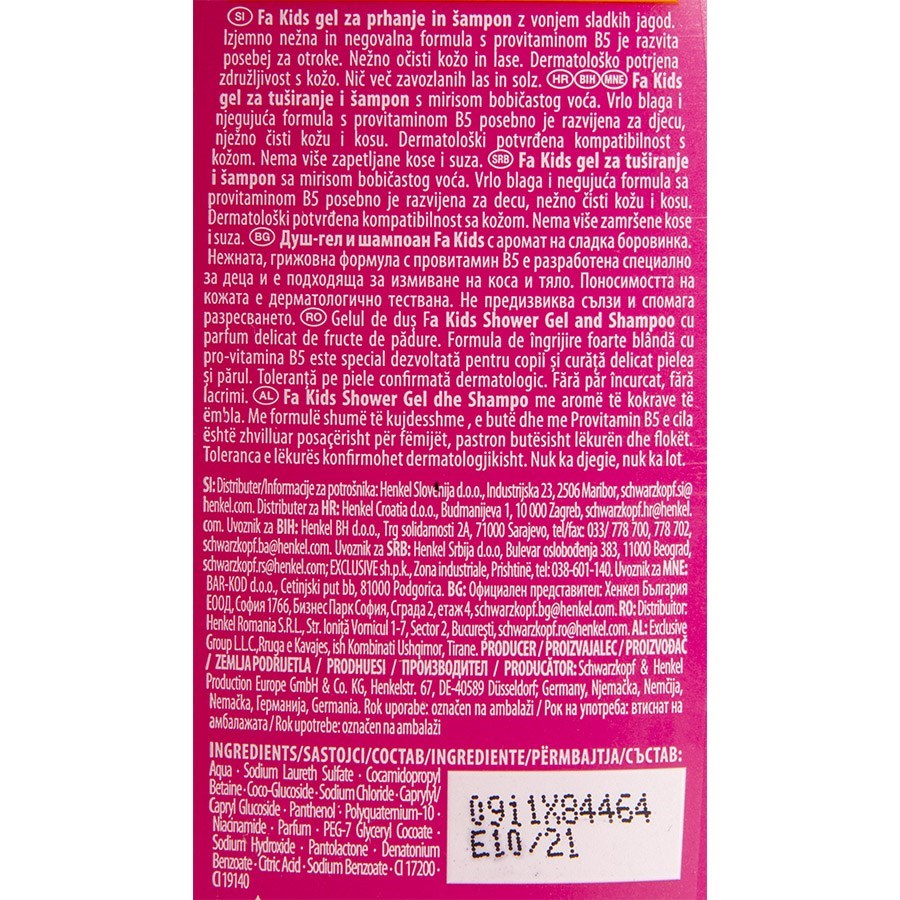 SI Fa Kids gel za prhanje in šampon z vonjem sladkih jagod.
Izjemno nežna in negovalna formula s provitaminom B5 je razvita
posebej za otroke. Nežno očisti kožo in lase. Dermatološko potrjena
združljivost s kožo. Nič več zavozlanih las in solz. HR BIH MNE Fa Kids
gel za tuširanje i šampon s mirisom bobičastog voća. Vrlo blaga i
njegujuća formula s provitaminom B5 posebno je razvijena za djecu,
nježno čisti kožu i kosu. Dermatološki potvrđena kompatibilnost s
kožom. Nema više zapetljane kose i suza. SRB Fa Kids gel za tuširanje
i šampon sa mirisom bobičastog voća. Vrlo blaga i negujuća formula sa
provitaminom B5 posebno je razvijena za decu, nežno čisti kožu i kosu.
Dermatološki potvrđena kompatibilnost sa kožom. Nema više zamršene kose
i suza. BG Душ-гел и шампоан Fa Kids с аромат на сладка боровинка.
Нежната, грижовна формула с провитамин B5 е разработена специално
за деца и е подходяща за измиване на коса и тяло. Поносимостта на
кожата е дерматологично тествана. Не предизвиква сълзи и спомага
разресването. RO Gelul de duș Fa Kids Shower Gel and Shampoo cu
parfum delicat de fructe de pădure. Formula de îngrijire foarte blândă cu
pro-vitamina B5 este special dezvoltată pentru copii și curăță delicat pielea
și părul. Toleranță pe piele confirmată dermatologic. Fără păr încurcat, fără
lacrimi. AL Fa Kids Shower Gel dhe Shampo me aromë të kokrave të
ëmbla. Me formulë shumë të kujdesshme , e butë dhe me Provitamin B5 e cila
është zhvilluar posaçërisht për fëmijët, pastron butësisht lëkurën dhe flokët.
Toleranca e lëkurës konfirmohet dermatologjikisht. Nuk ka djegie, nuk ka lot.
SI: Distributer/Informacije za potrošnika: Henkel Slovenija d.o.o., Industrijska 23, 2506 Maribor, schwarzkopf.si@
henkel.com. Distributer za HR: Henkel Croatia d.o.o., Budmanijeva 1, 10 000 Zagreb, schwarzkopf.hr@henkel.
com. Uvoznik za BIH: Henkel BH d.o.o., Trg solidarnosti 2A, 71000 Sarajevo, tel/fax: 033/ 778 700, 778 702,
schwarzkopf.ba@henkel.com. Uvoznik za SRB: Henkel Srbija d.o.o, Bulevar oslobođenja 383, 11000 Beograd,
schwarzkopf.rs@henkel.com; EXCLUSIVE sh.p.k., Zona industriale, Prishtinë, tel: 038-601-140. Uvoznik za MNE:
BAR-KOD d.o.o., Cetinjski put bb, 81000 Podgorica. BG: Официален представител: Хенкел България
ЕООД, София 1766, Бизнес Парк София, Сграда 2, етаж 4, schwarzkopf.bg@henkel.com. RO: Distribuitor:
Henkel Romania S.R.L., Str. Ioniță Vornicul 1-7, Sector 2, București, schwarzkopf.ro@henkel.com. AL: Exclusive
Group L.L.C,Rruga e Kavajes, ish Kombinati Ushqimor, Tirane. PRODUCER / PROIZVAJALEC / PROIZVOĐAČ
/ ZEMLJA PODRIJETLA / PRODHUESI / ПРОИЗВОДИТЕЛ / PRODUCĂTOR: Schwarzkopf & Henkel
Production Europe GmbH & Co. KG, Henkelstr. 67, DE-40589 Düsseldorf; Germany, Njemačka, Nemčija,
Nemačka, Германија, Germania. Rok uporabe: označen na ambalaži / Рок на употреба: втиснат на
амбалажата / Rok upotrebe: označen na ambalaži
INGREDIENTS/SASTOJCI/СОСТАВ/INGREDIENTE/PËRMBAJTJA/СЪСТАВ:
Aqua · Sodium Laureth Sulfate · Cocamidopropyl
Betaine · Coco-Glucoside · Sodium Chloride · Caprylyl/
Capryl Glucoside · Panthenol · Polyquaternium-10 ·
Niacinamide · Parfum · PEG-7 Glyceryl Cocoate ·
Sodium Hydroxide · Pantolactone · Denatonium
Benzoate · Citric Acid · Sodium Benzoate · CI 17200 ·
CI 19140
0911X84464
E10/21